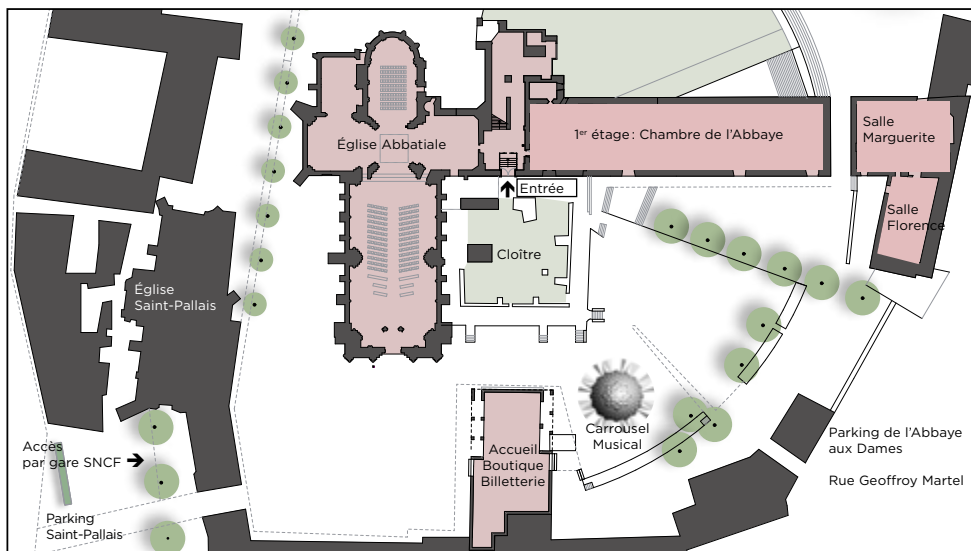 Église Abbatiale
1er étage : Chambre de l'Abbaye
Salle
Marguerite
Salle
Florence
Entrée
Cloître
Église
Saint-Pallais
Carrousel
Musical
Accueil
Boutique
Billetterie
Accès
par gare SNCF
Parking
Saint-Pallais
Parking de l'Abbaye
aux Dames
Rue Geoffroy Martel